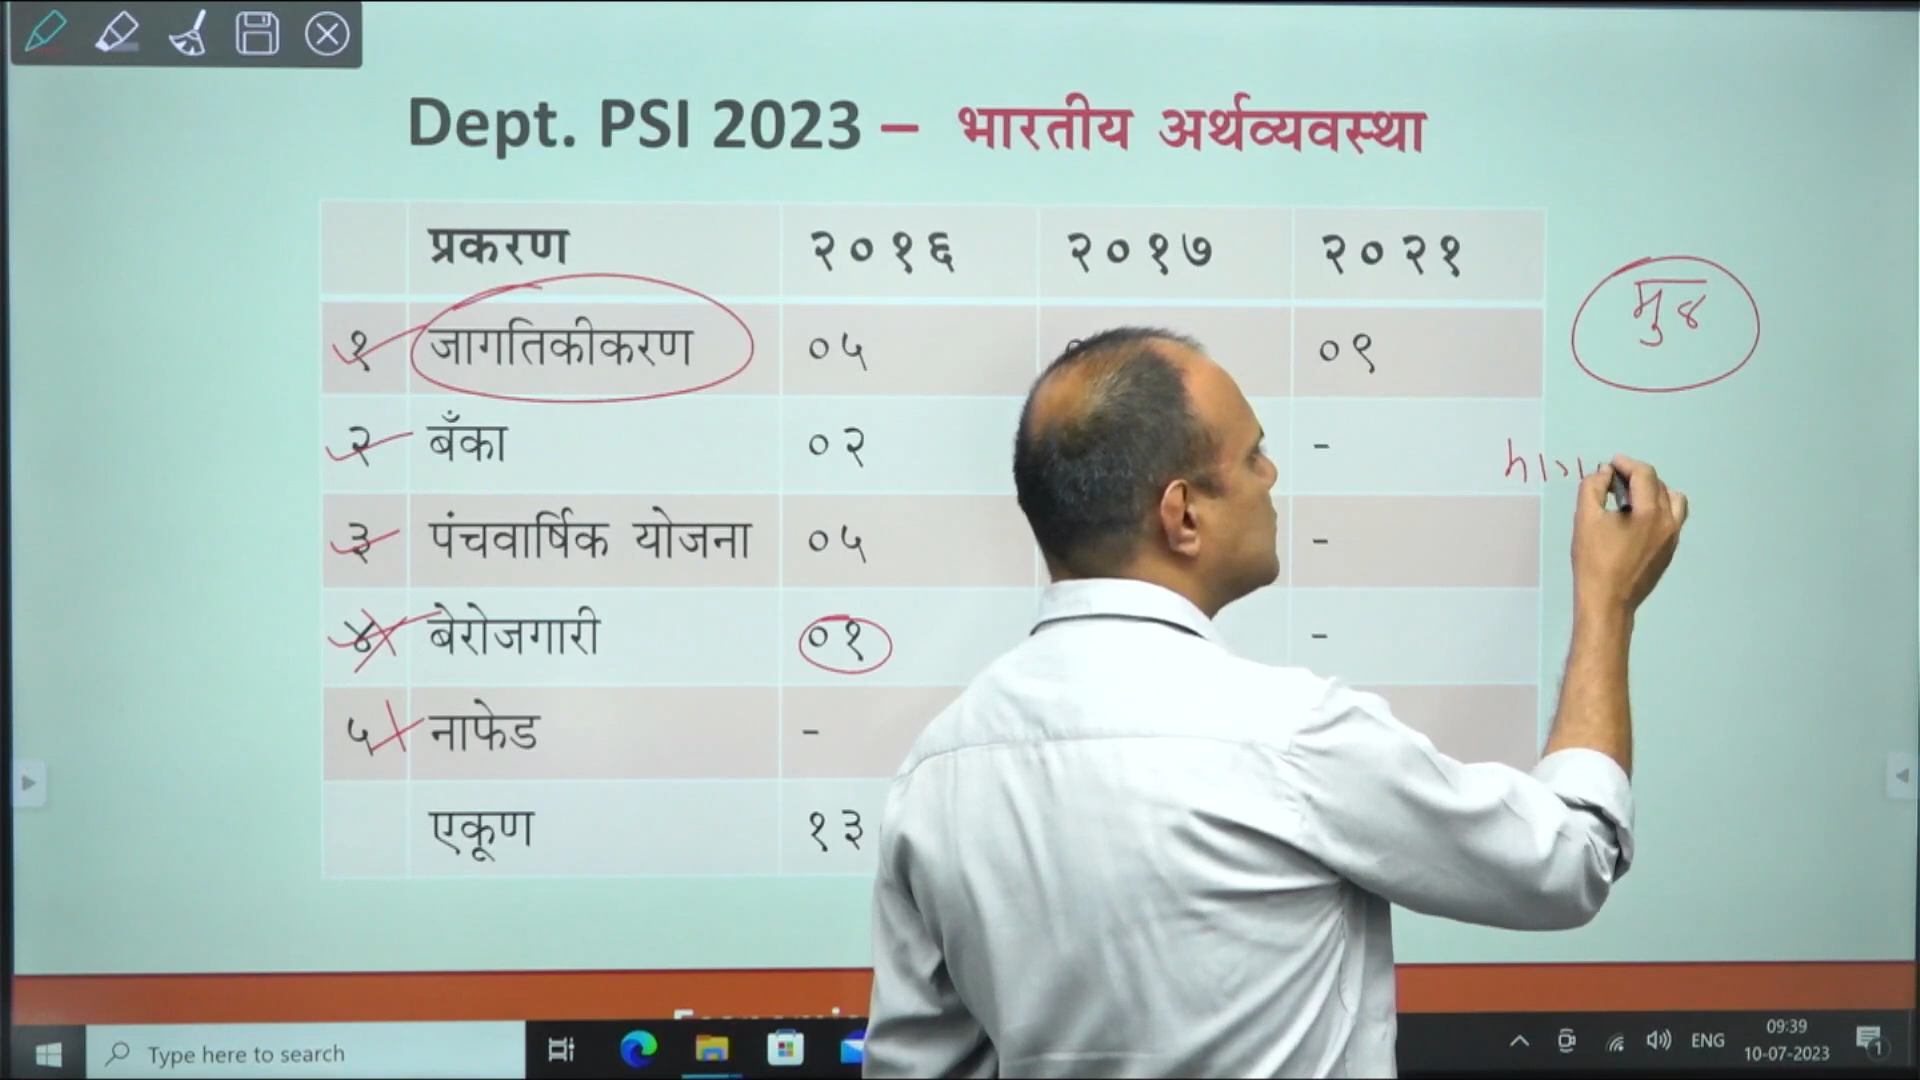 Dept. PSI 2023 – भारतीय अर्थव्यवस्था
प्रकरण २०१६ २०१७ २०२१
१ जागतिकीकरण ०५ ०९
२ बँका ०२ -
३ पंचवार्षिक योजना ०५ -
४ बेरोजगारी ०१ -
५ नाफेड -
एकूण १३
Type here to search
ENG
09:39
10-07-2023
1